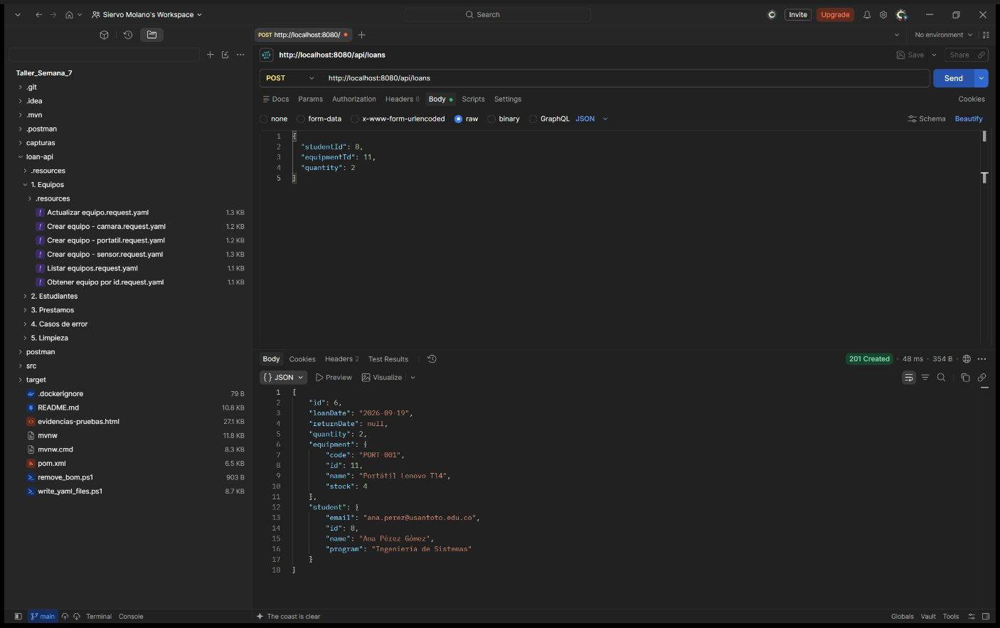 Siervo Molano's Workspace
Search
Invite
Upgrade
POST http://localhost:8080/
No environment
Taller_Semana_7
.git
.idea
.mvn
.postman
capturas
loan-api
.resources
1. Equipos
.resources
Actualizar equipo.request.yaml 1.3 KB
Crear equipo - camara.request.yaml 1.2 KB
Crear equipo - portatil.request.yaml 1.2 KB
Crear equipo - sensor.request.yaml 1.3 KB
Listar equipos.request.yaml 1.1 KB
Obtener equipo por id.request.yaml 1.1 KB
2. Estudiantes
3. Prestamos
4. Casos de error
5. Limpieza
postman
src
target
.dockerignore 79 B
README.md 10.8 KB
evidencias-pruebas.html 27.1 KB
mvnw 11.8 KB
mvnw.cmd 8.3 KB
pom.xml 6.5 KB
remove_bom.ps1 903 B
write_yaml_files.ps1 8.7 KB
HTTP http://localhost:8080/api/loans
Save
Share
POST http://localhost:8080/api/loans
Send
Docs Params Authorization Headers 8 Body Scripts Settings Cookies
none form-data x-www-form-urlencoded raw binary GraphQL JSON Schema Beautify
1 {
2 "studentId": 8,
3 "equipmentId": 11,
4 "quantity": 2
5 }
Body Cookies Headers 2 Test Results 201 Created 48 ms 354 B
{} JSON Preview Visualize
1 {
2 "id": 6,
3 "loanDate": "2026-09-19",
4 "returnDate": null,
5 "quantity": 2,
6 "equipment": {
7 "code": "PORT-001",
8 "id": 11,
9 "name": "Portátil Lenovo T14",
10 "stock": 4
11 },
12 "student": {
13 "email": "ana.perez@usantoto.edu.co",
14 "id": 8,
15 "name": "Ana Pérez Gómez",
16 "program": "Ingeniería de Sistemas"
17 }
18 }
main
Terminal
Console
The coast is clear
Globals
Vault
Tools